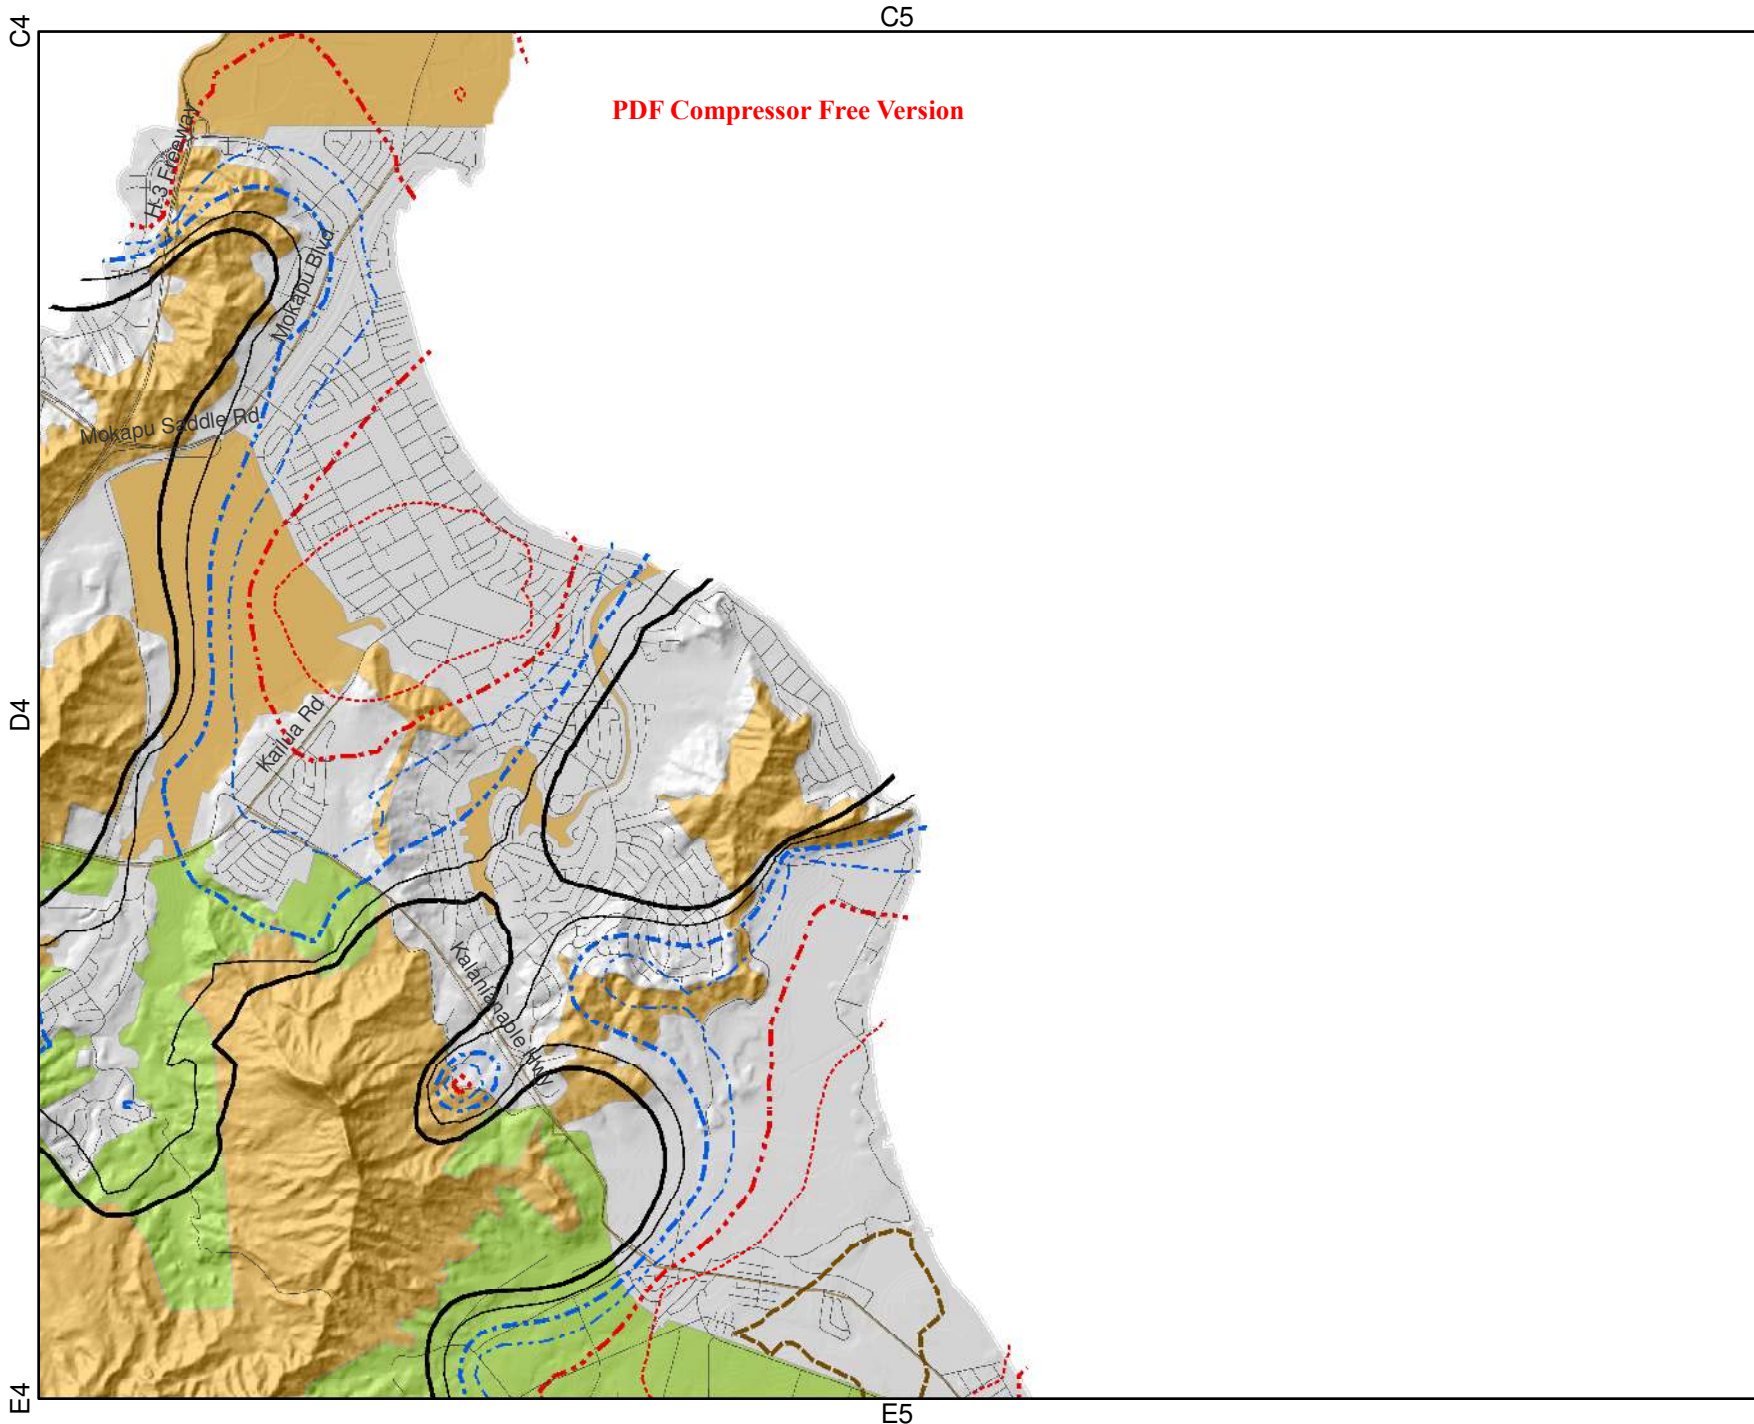 C4
C5
PDF Compressor Free Version
H-3 Freeway
Mokapu Blvd
Mokapu Saddle Rd
D4
Kailua Rd
Kalanianaole Hwy
E4
E5